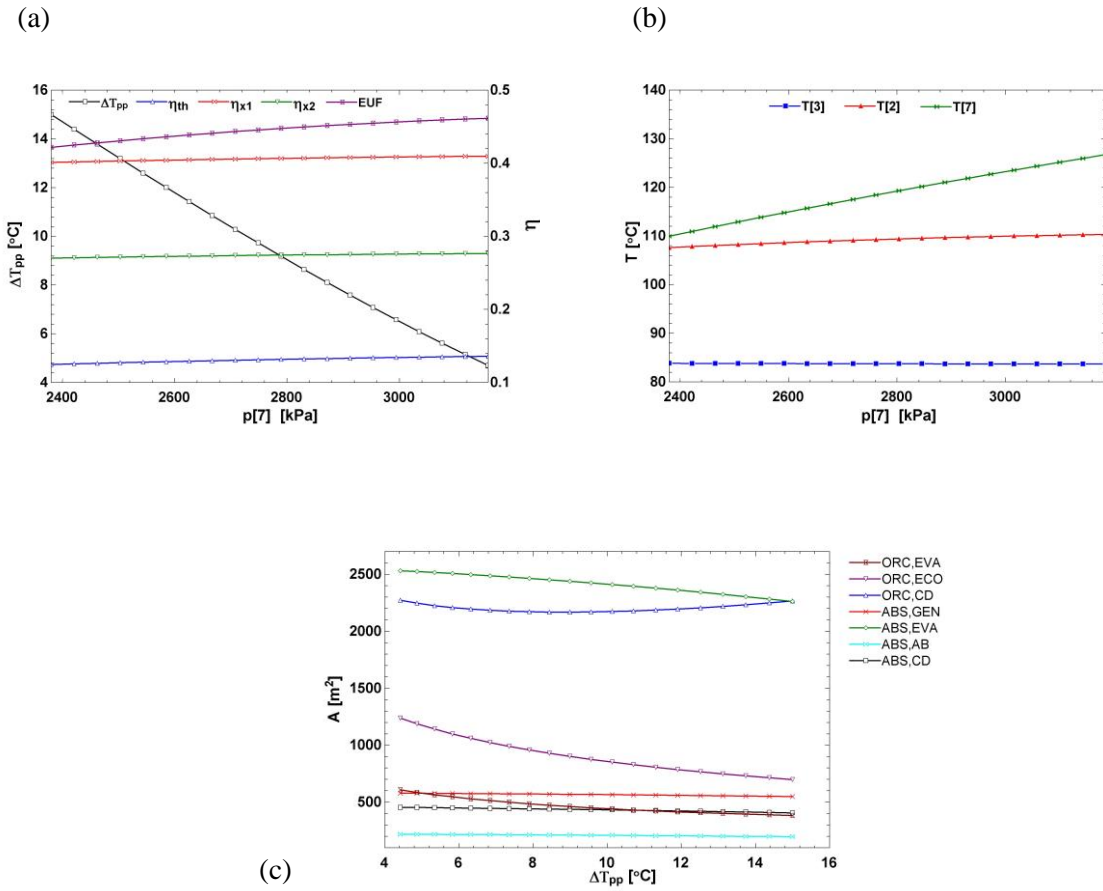 (a)
(b)
ΔTpp ηth ηx1 ηx2 EUF
16
14
12
10
8
6
4
ΔTpp [oC]
0.5
0.4
0.3
0.2
0.1
η
2400 2600 2800 3000
p[7] [kPa]
T[3] T[2] T[7]
140
130
120
110
100
90
80
T [oC]
2400 2600 2800 3000
p[7] [kPa]
2500
2000
1500
1000
500
A [m2]
ORC,EVA
ORC,ECO
ORC,CD
ABS,GEN
ABS,EVA
ABS,AB
ABS,CD
4 6 8 10 12 14 16
ΔTpp [oC]
(c)